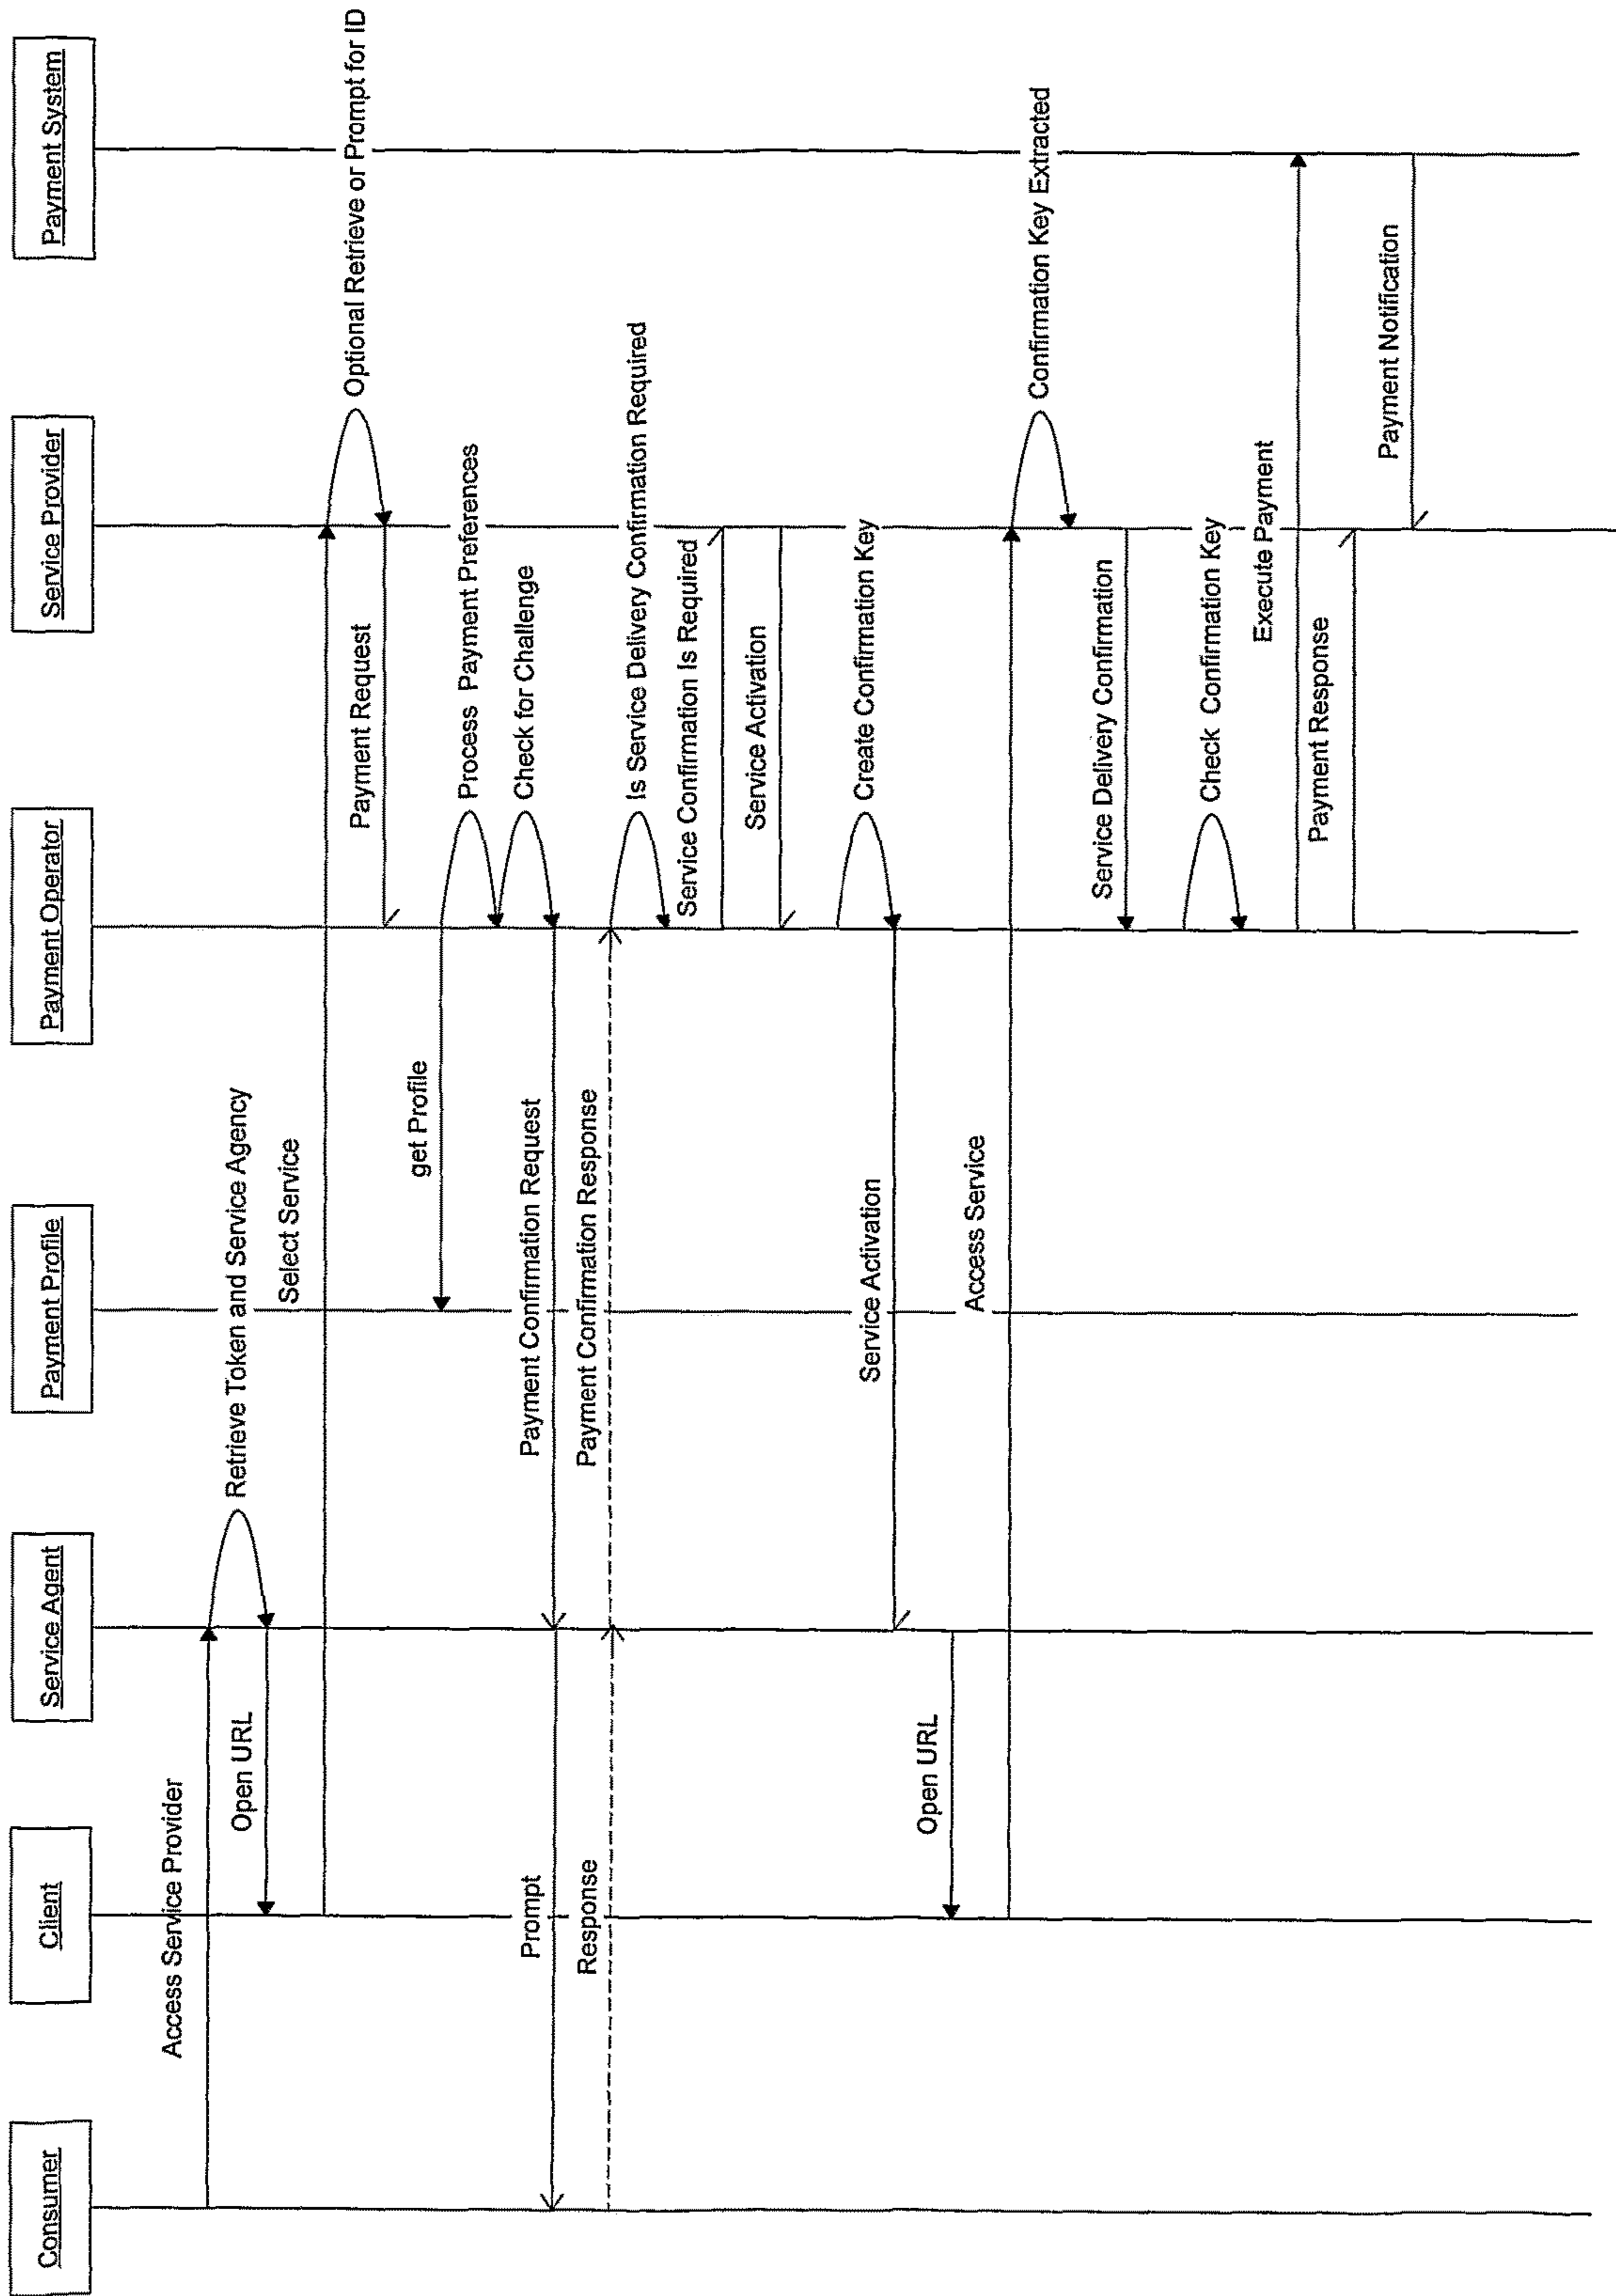 Consumer
Client
Service Agent
Payment Profile
Payment Operator
Service Provider
Payment System
Access Service Provider
Retrieve Token and Service Agency
Open URL
Select Service
Optional Retrieve or Prompt for ID
Payment Request
get Profile
Process Payment Preferences
Check for Challenge
Payment Confirmation Request
Prompt
Payment Confirmation Response
Response
Is Service Delivery Confirmation Required
Service Confirmation Is Required
Service Activation
Create Confirmation Key
Service Activation
Open URL
Access Service
Confirmation Key Extracted
Service Delivery Confirmation
Check Confirmation Key
Execute Payment
Payment Response
Payment Notification